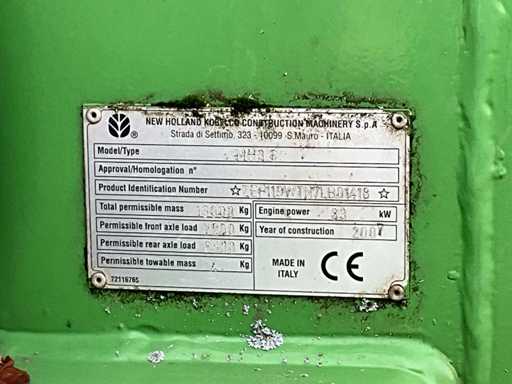 NEW HOLLAND KOBELCO CONSTRUCTION MACHINERY S.p.A
Strada di Settimo, 323 - 10099 S.Mauro - ITALIA
Model/Type
Approval/Homologation n°
Product Identification Number
Total permissible mass Kg Engine power kW
Permissible front axle load Kg Year of construction 2007
Permissible rear axle load Kg
Permissible towable mass Kg
MADE IN
ITALY CE
72116765